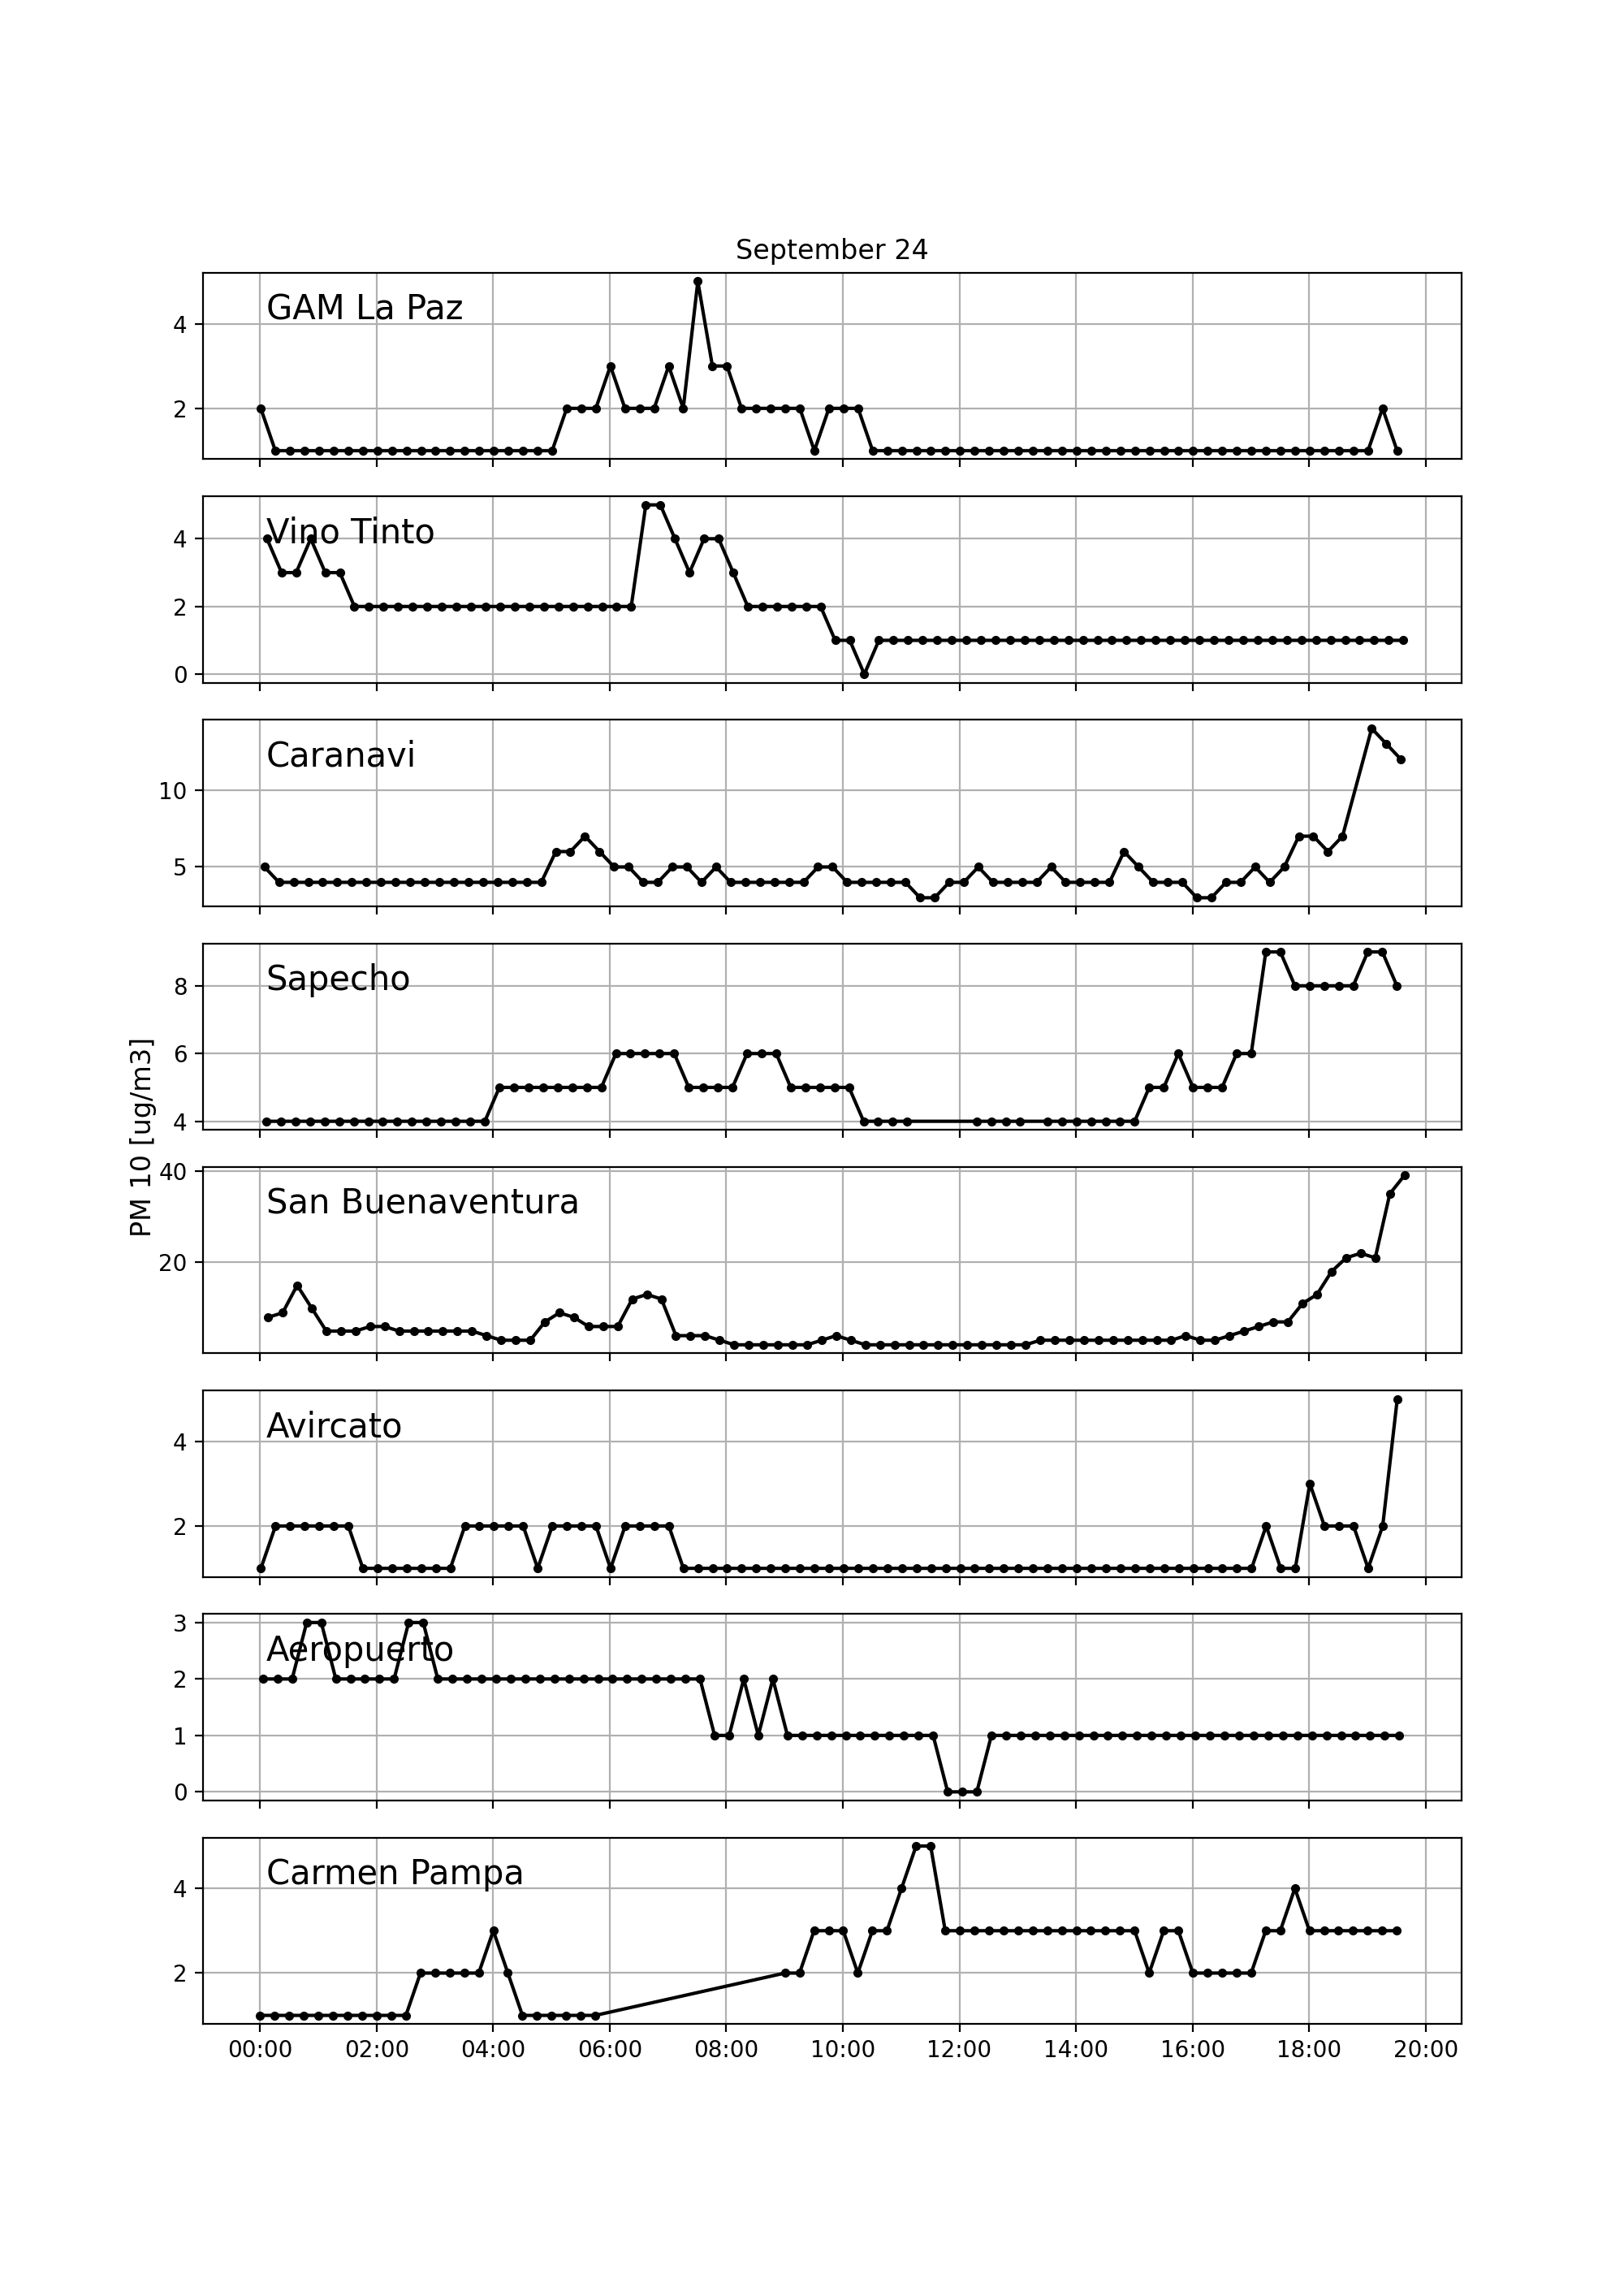 September 24
GAM La Paz
4
2
Vino Tinto
4
2
0
Caranavi
10
5
Sapecho
8
6
4
PM 10 [ug/m3]
San Buenaventura
40
20
Avircato
4
2
Aeropuerto
3
2
1
0
Carmen Pampa
4
2
00:00 02:00 04:00 06:00 08:00 10:00 12:00 14:00 16:00 18:00 20:00